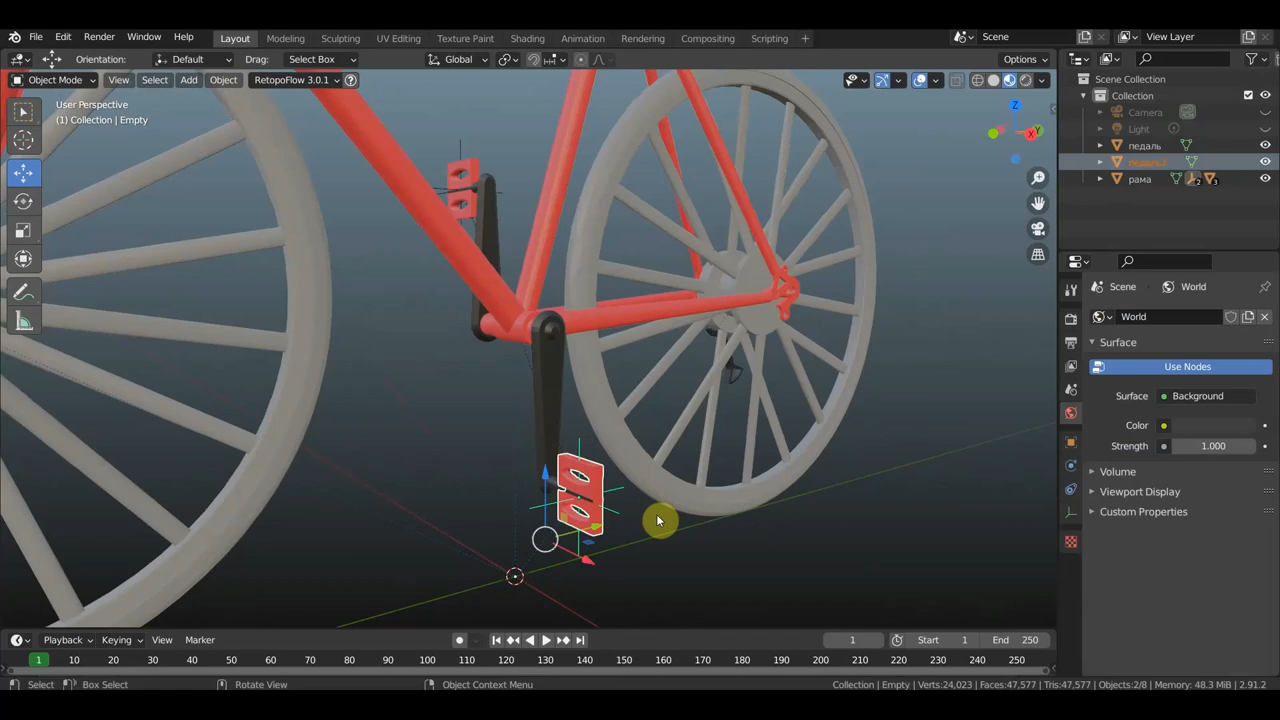 File Edit Render Window Help Layout Modeling Sculpting UV Editing Texture Paint Shading Animation Rendering Compositing Scripting + Scene View Layer
Orientation: Default Drag: Select Box Global Options
Object Mode View Select Add Object RetopoFlow 3.0.1
User Perspective
(1) Collection | Empty
Z
Y
X
Scene Collection
Collection
Camera
Light
педаль
педаль1
рама 2 3
Scene World
World
Surface
Use Nodes
Surface Background
Color
Strength 1.000
Volume
Viewport Display
Custom Properties
Playback Keying View Marker 1 Start 1 End 250
1 10 20 30 40 50 60 70 80 90 100 110 120 130 140 150 160 170 180 190 200 210 220 230 240 250
Select Box Select Rotate View Object Context Menu Collection | Empty | Verts:24,023 | Faces:47,577 | Tris:47,577 | Objects:2/8 | Memory: 48.3 MiB | 2.91.2